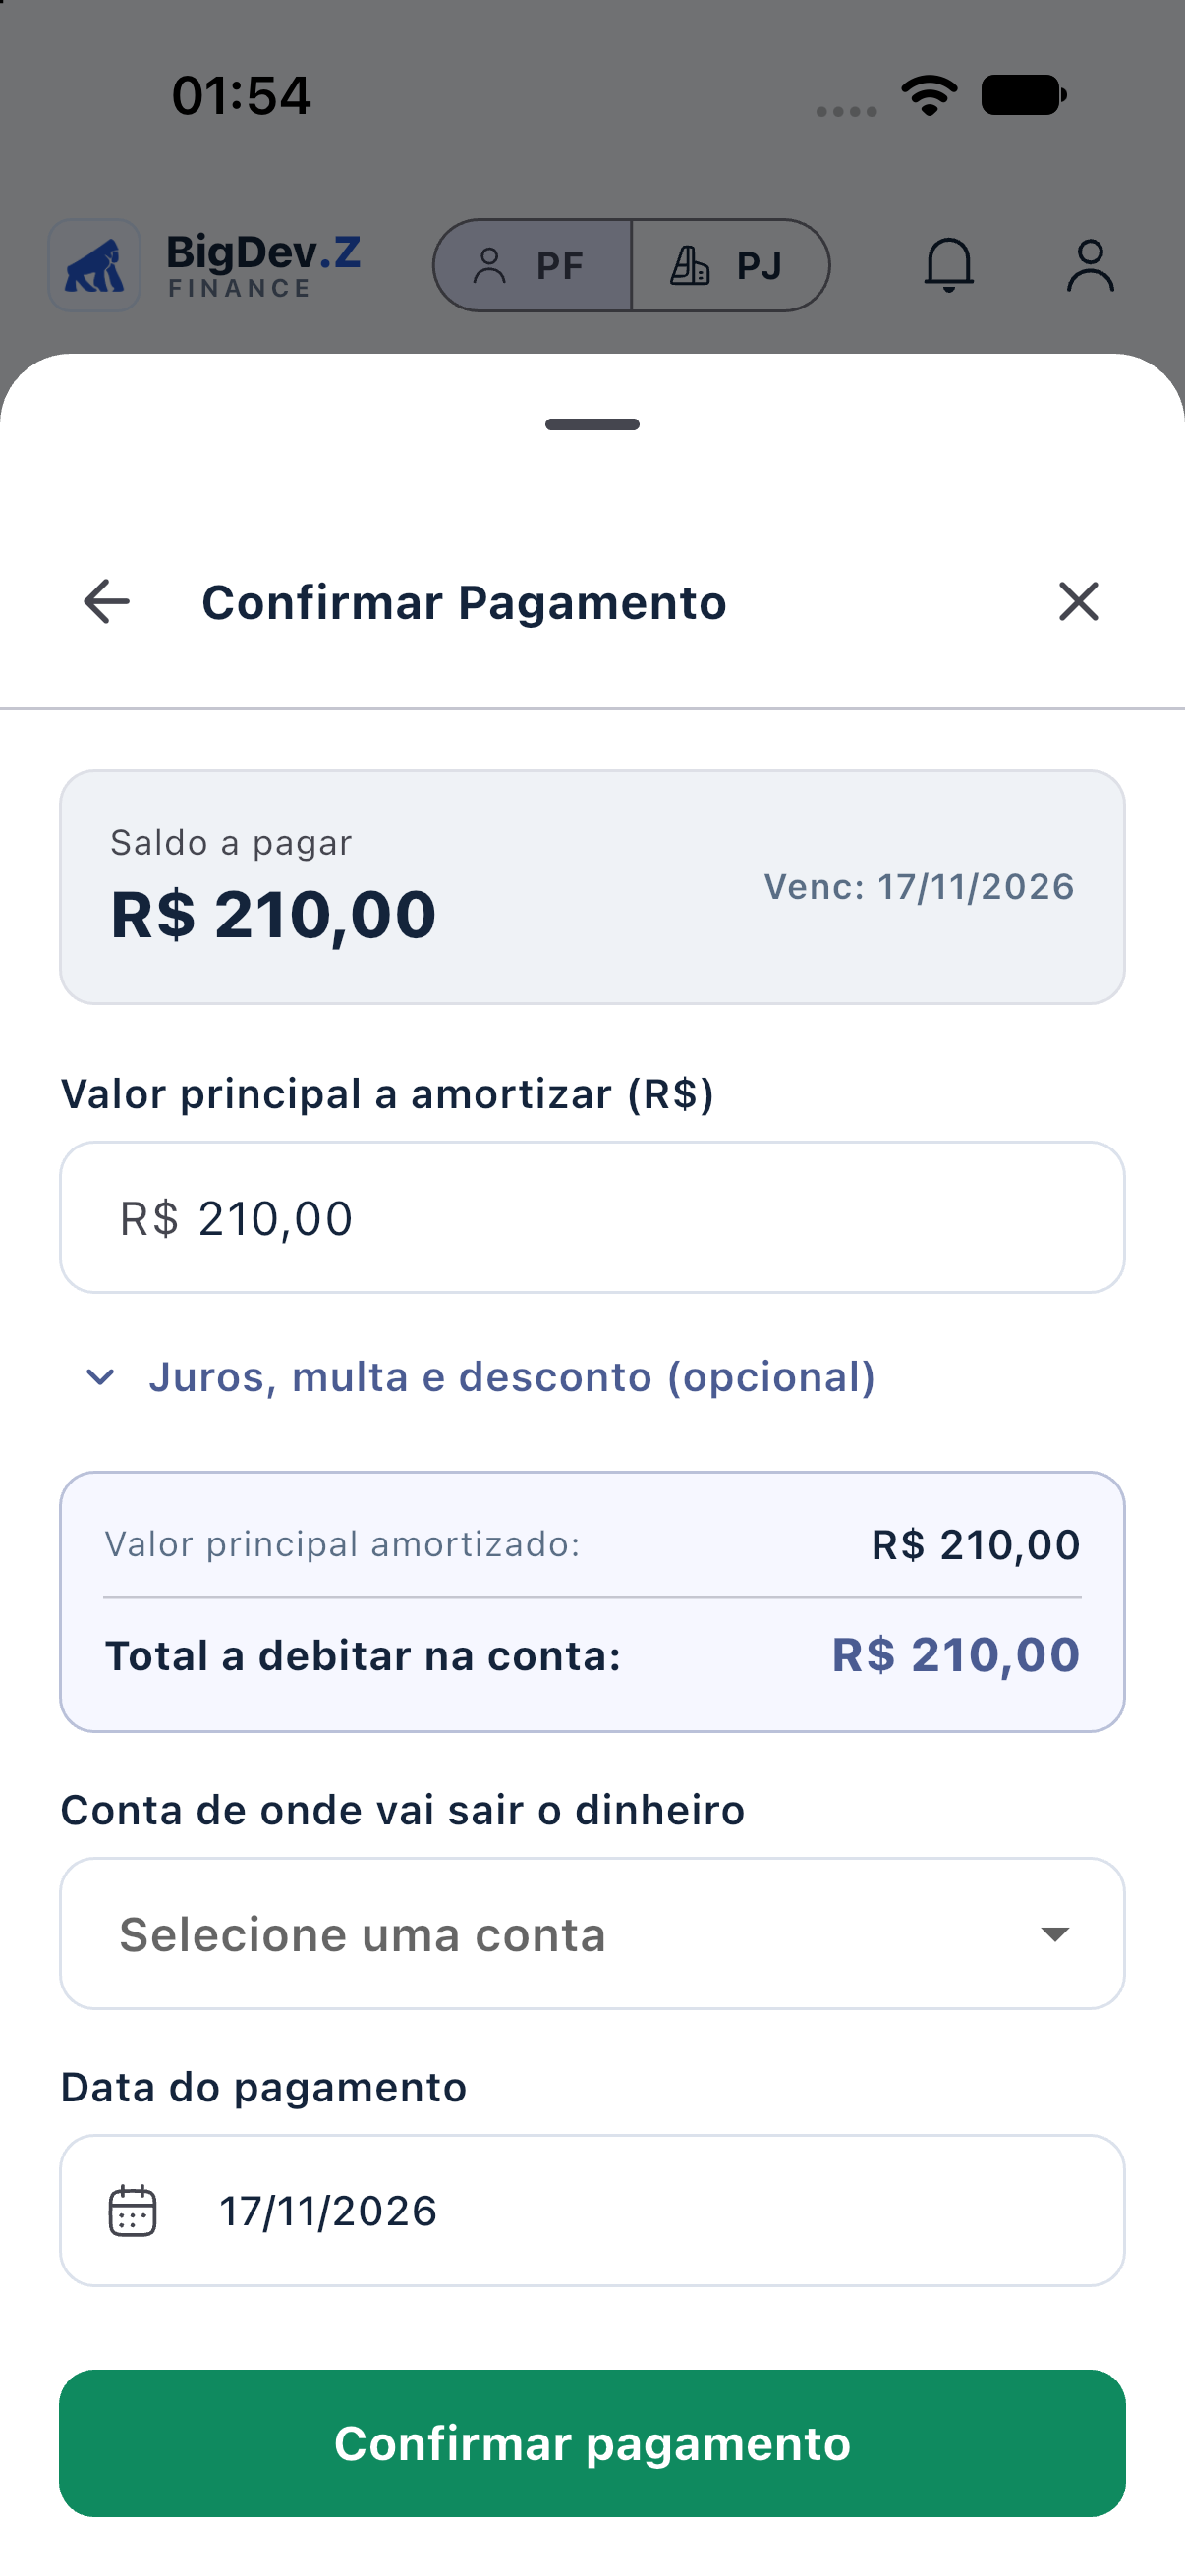 01:54
BigDev.Z
FINANCE
PF
PJ
Confirmar Pagamento
Saldo a pagar
R$ 210,00
Venc: 17/11/2026
Valor principal a amortizar (R$)
R$ 210,00
Juros, multa e desconto (opcional)
Valor principal amortizado:
R$ 210,00
Total a debitar na conta:
R$ 210,00
Conta de onde vai sair o dinheiro
Selecione uma conta
Data do pagamento
17/11/2026
Confirmar pagamento